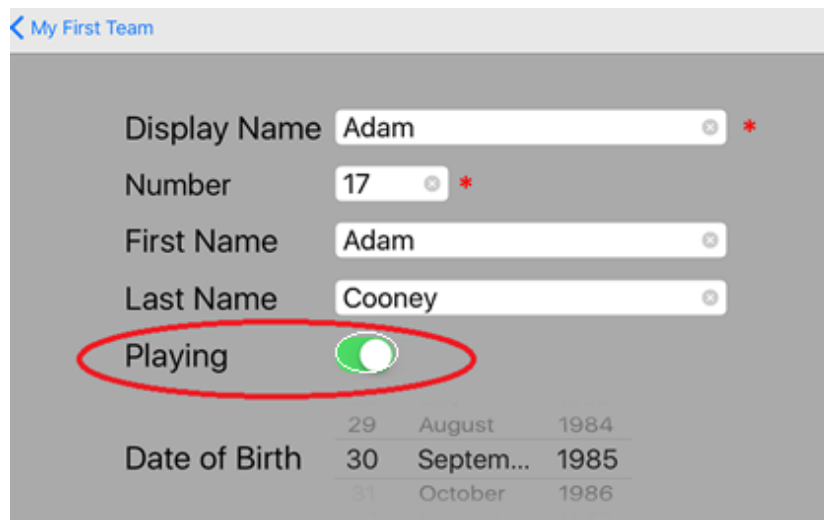 My First Team
Display Name Adam *
Number 17 *
First Name Adam
Last Name Cooney
Playing
29 August 1984
Date of Birth 30 Septem... 1985
31 October 1986